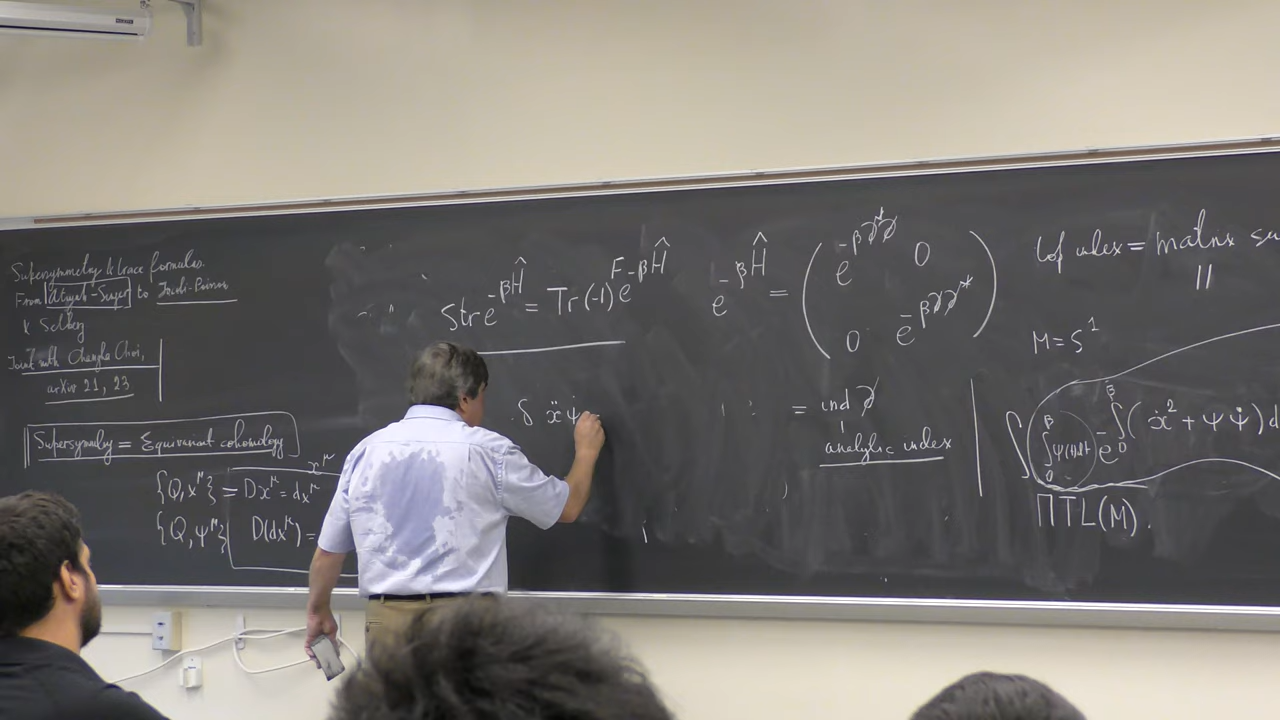 Supersymmetry & trace formulas.
From Atiyah-Singer to Jacobi-Poisson
& Selberg
Joint with Changha Choi,
arXiv 21, 23
Supersymmetry = Equivariant cohomology
{Q, x^μ} = Dx^μ = dx^μ
{Q, ψ^μ} D(dx^μ) =
x^μ
Str e^{-βĤ} = Tr (-1)^F e^{-βĤ}
δ ẍ ψ
e^{-βĤ} = ( e^{-β∂̸*∂̸} 0
0 e^{-β∂̸∂̸*} )
= ind ∂̸
analytic index
of index = matrix
||
M = S^1
∫ ∫_0^β ψ(t)dt e^{-∫_0^β (ẋ² + ψψ̇)d
ΠTL(M).